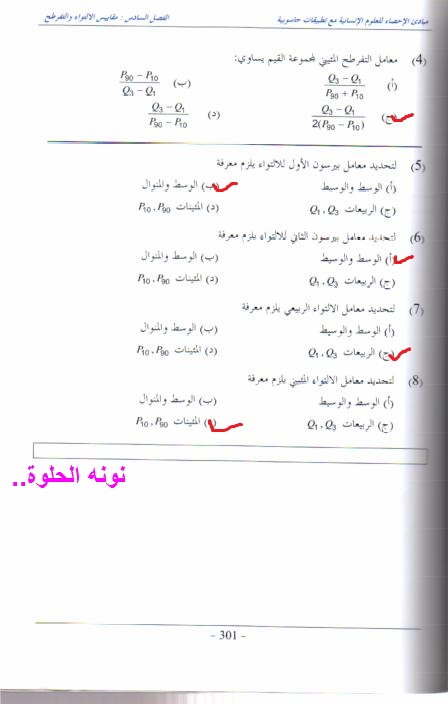 مبادئ الإحصاء للعلوم الإنسانية مع تطبيقات حاسوبية الفصل السادس: مقاييس الالتواء والتفرطح
(4) معامل التفرطح المئيني لمجموعة القيم يساوي:
(أ) (Q₃ − Q₁) / (P₉₀ + P₁₀) (ب) (P₉₀ − P₁₀) / (Q₃ − Q₁)
(ج) (Q₃ − Q₁) / 2(P₉₀ − P₁₀) (د) (Q₃ − Q₁) / (P₉₀ − P₁₀)
(5) لتحديد معامل بيرسون الأول للالتواء يلزم معرفة
(أ) الوسط والوسيط (ب) الوسط والمنوال
(ج) الربيعات Q₁, Q₃ (د) المئينات P₁₀, P₉₀
(6) لتحديد معامل بيرسون الثاني للالتواء يلزم معرفة
(أ) الوسط والوسيط (ب) الوسط والمنوال
(ج) الربيعات Q₁, Q₃ (د) المئينات P₁₀, P₉₀
(7) لتحديد معامل الالتواء الربيعي يلزم معرفة
(أ) الوسط والوسيط (ب) الوسط والمنوال
(ج) الربيعات Q₁, Q₃ (د) المئينات P₁₀, P₉₀
(8) لتحديد معامل الالتواء المئيني يلزم معرفة
(أ) الوسط والوسيط (ب) الوسط والمنوال
(ج) الربيعات Q₁, Q₃ (د) المئينات P₁₀, P₉₀
نونه الحلوة..
- 301 -